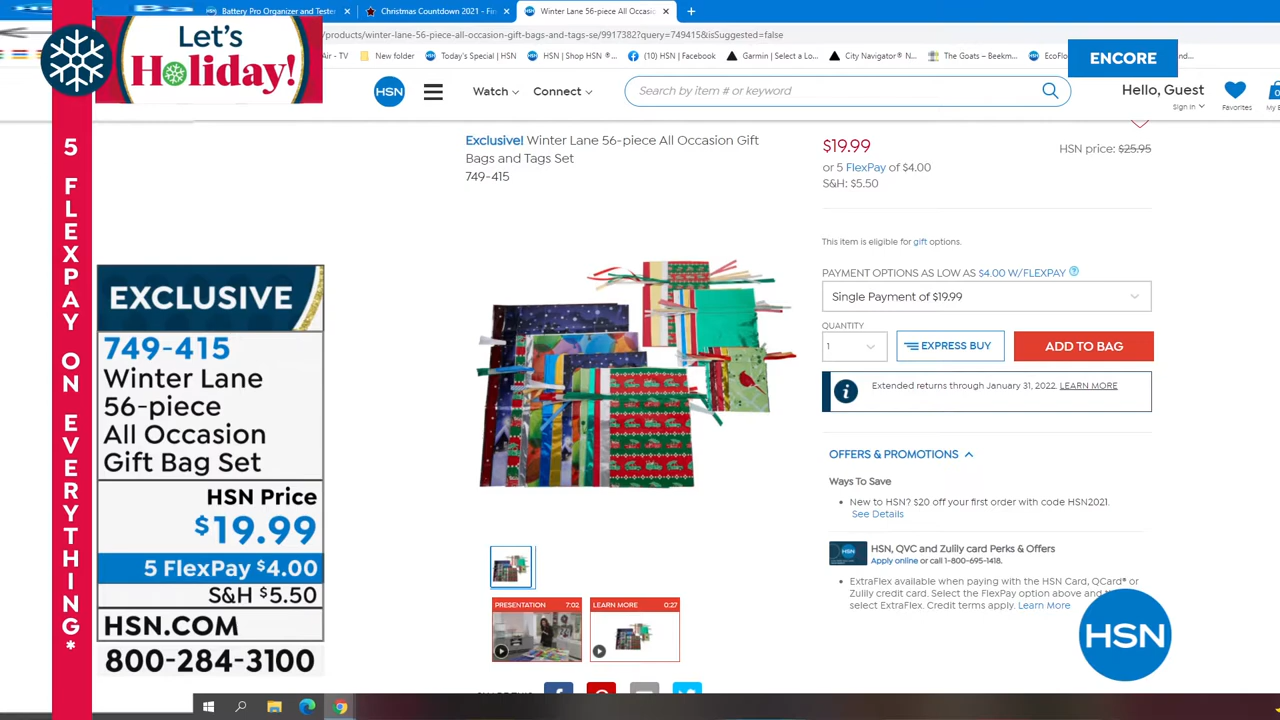 Battery Pro Organizer and Tester
Christmas Countdown 2021 - Fin
Winter Lane 56-piece All Occasio
/products/winter-lane-56-piece-all-occasion-gift-bags-and-tags-se/9917382?query=749415&isSuggested=false
Air - TV
New folder
Today's Special | HSN
HSN | Shop HSN ®...
(10) HSN | Facebook
Garmin | Select a Lo...
City Navigator® N...
The Goats – Beekm...
EcoFlo
Let's
Holiday!
ENCORE
HSN
Watch
Connect
Search by item # or keyword
Hello, Guest
Sign In
Favorites
0
My B
5 FLEXPAY ON EVERYTHING*
Exclusive! Winter Lane 56-piece All Occasion Gift
Bags and Tags Set
749-415
$19.99
HSN price: $25.95
or 5 FlexPay of $4.00
S&H: $5.50
This item is eligible for gift options.
PAYMENT OPTIONS AS LOW AS $4.00 W/FLEXPAY ?
Single Payment of $19.99
QUANTITY
1
EXPRESS BUY
ADD TO BAG
i
Extended returns through January 31, 2022. LEARN MORE
OFFERS & PROMOTIONS
Ways To Save
• New to HSN? $20 off your first order with code HSN2021.
See Details
HSN
HSN, QVC and Zulily card Perks & Offers
Apply online or call 1-800-695-1418.
• ExtraFlex available when paying with the HSN Card, QCard® or
Zulily credit card. Select the FlexPay option above and
select ExtraFlex. Credit terms apply. Learn More
EXCLUSIVE
749-415
Winter Lane
56-piece
All Occasion
Gift Bag Set
HSN Price
$19.99
5 FlexPay $4.00
S&H $5.50
HSN.COM
800-284-3100
PRESENTATION 7:02
LEARN MORE 0:27
HSN